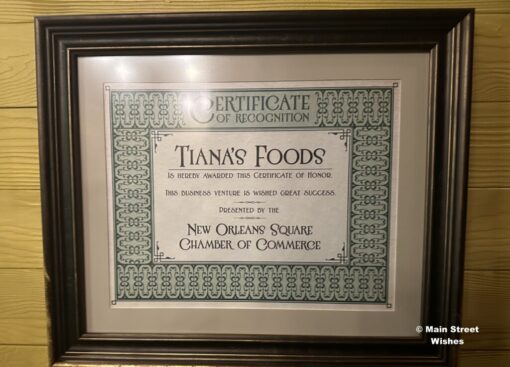 CERTIFICATE
OF RECOGNITION
TIANA'S FOODS
IS HEREBY AWARDED THIS CERTIFICATE OF HONOR.
THIS BUSINESS VENTURE IS WISHED GREAT SUCCESS.
PRESENTED BY THE
NEW ORLEANS SQUARE
CHAMBER OF COMMERCE
© Main Street
Wishes